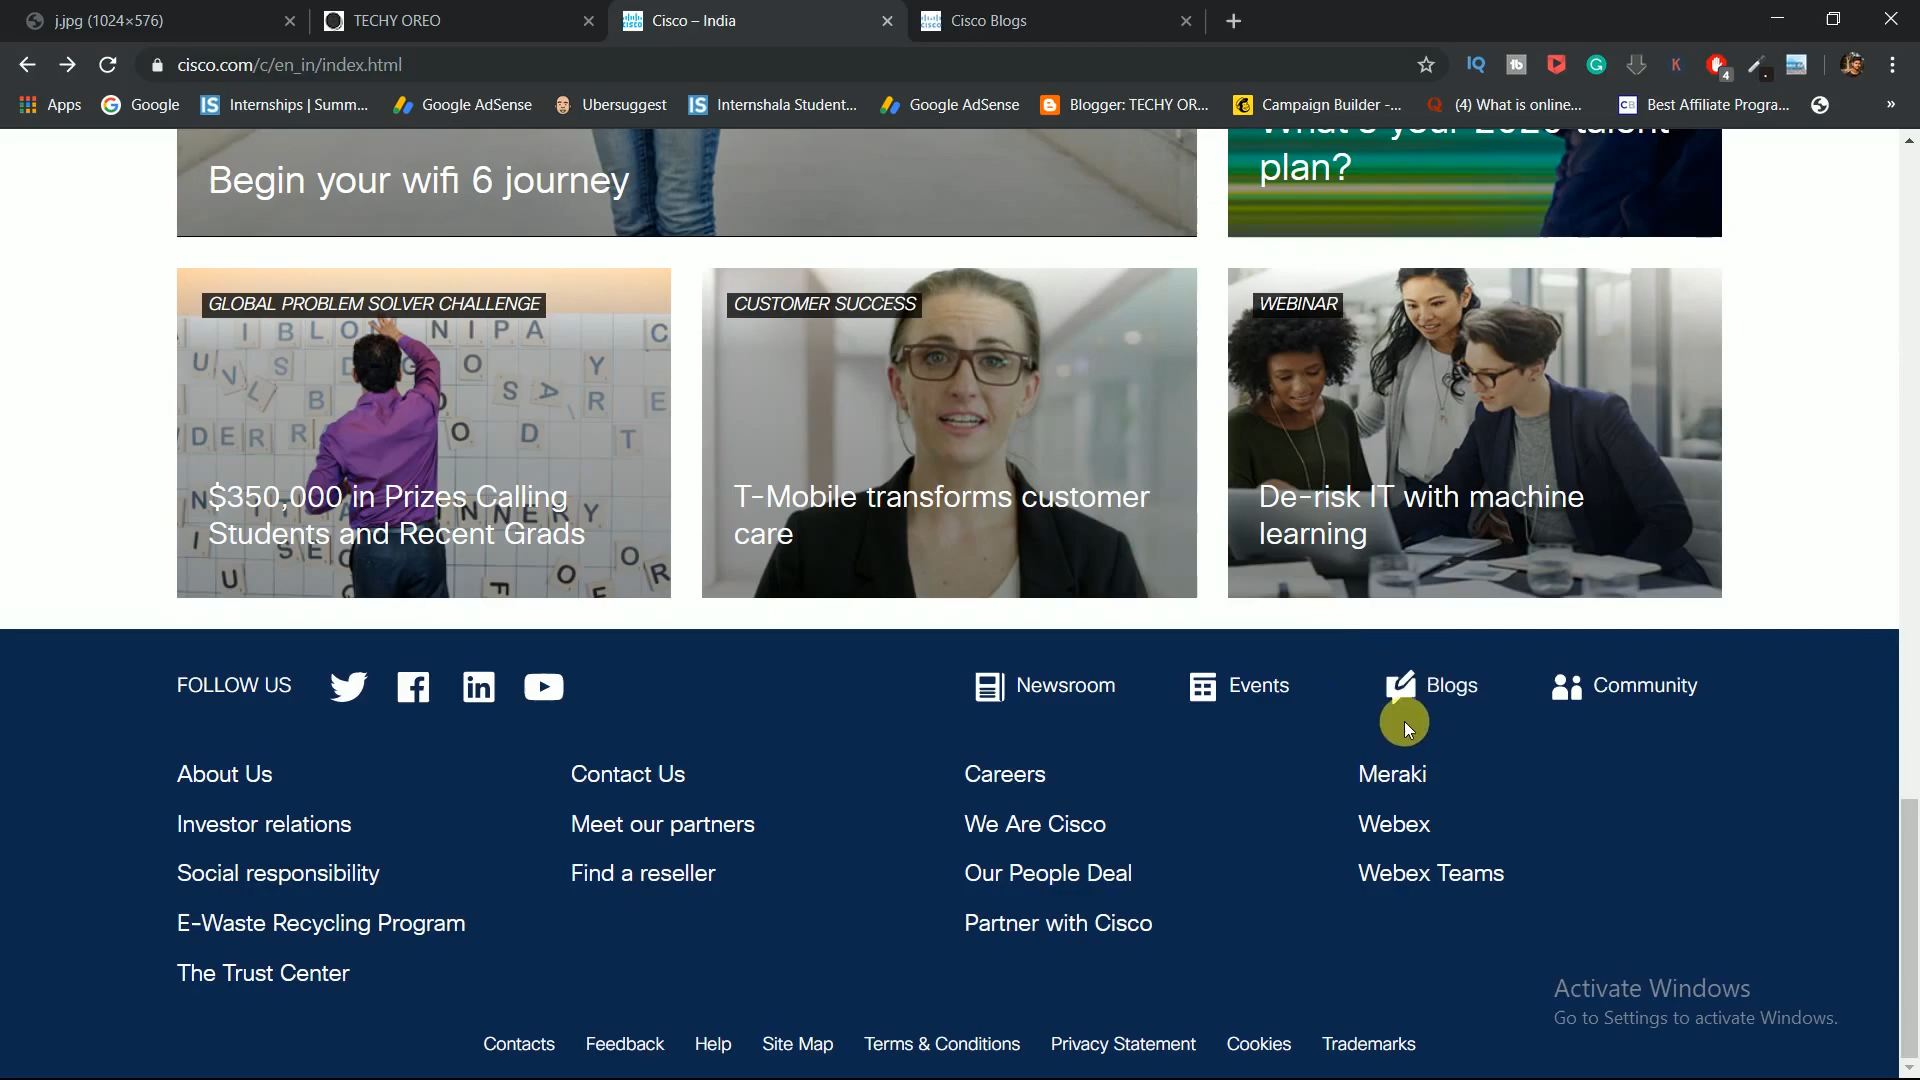 j.jpg (1024×576)
TECHY OREO
Cisco – India
Cisco Blogs
cisco.com/c/en_in/index.html
Apps
Google
Internships | Summ...
Google AdSense
Ubersuggest
Internshala Student...
Google AdSense
Blogger: TECHY OR...
Campaign Builder -...
(4) What is online...
Best Affiliate Progra...
»
Begin your wifi 6 journey
What's your 2020 talent
plan?
GLOBAL PROBLEM SOLVER CHALLENGE
$350,000 in Prizes Calling
Students and Recent Grads
CUSTOMER SUCCESS
T-Mobile transforms customer
care
WEBINAR
De-risk IT with machine
learning
FOLLOW US
Newsroom
Events
Blogs
Community
About Us
Investor relations
Social responsibility
E-Waste Recycling Program
The Trust Center
Contact Us
Meet our partners
Find a reseller
Careers
We Are Cisco
Our People Deal
Partner with Cisco
Meraki
Webex
Webex Teams
Activate Windows
Go to Settings to activate Windows.
Contacts Feedback Help Site Map Terms & Conditions Privacy Statement Cookies Trademarks